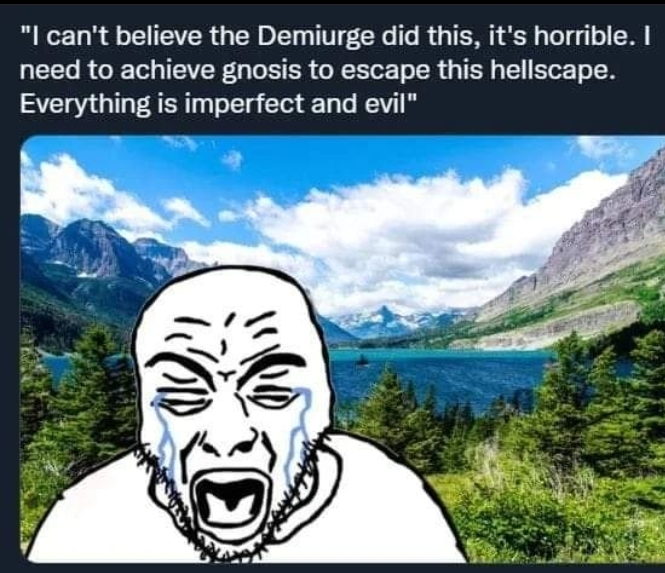 "I can't believe the Demiurge did this, it's horrible. I
need to achieve gnosis to escape this hellscape.
Everything is imperfect and evil"